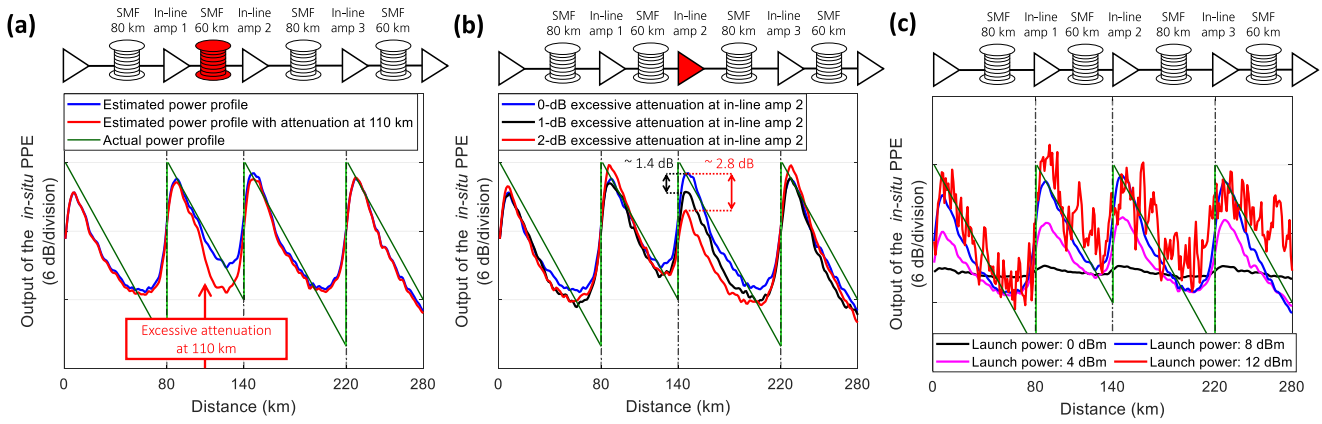 (a)
SMF In-line SMF In-line SMF In-line SMF
80 km amp 1 60 km amp 2 80 km amp 3 60 km
Estimated power profile
Estimated power profile with attenuation at 110 km
Actual power profile
Output of the in-situ PPE
(6 dB/division)
Excessive attenuation
at 110 km
0 80 140 220 280
Distance (km)
(b)
SMF In-line SMF In-line SMF In-line SMF
80 km amp 1 60 km amp 2 80 km amp 3 60 km
0-dB excessive attenuation at in-line amp 2
1-dB excessive attenuation at in-line amp 2
2-dB excessive attenuation at in-line amp 2
~ 1.4 dB ~ 2.8 dB
Output of the in-situ PPE
(6 dB/division)
0 80 140 220 280
Distance (km)
(c)
SMF In-line SMF In-line SMF In-line SMF
80 km amp 1 60 km amp 2 80 km amp 3 60 km
Output of the in-situ PPE
(6 dB/division)
Launch power: 0 dBm Launch power: 8 dBm
Launch power: 4 dBm Launch power: 12 dBm
0 80 140 220 280
Distance (km)